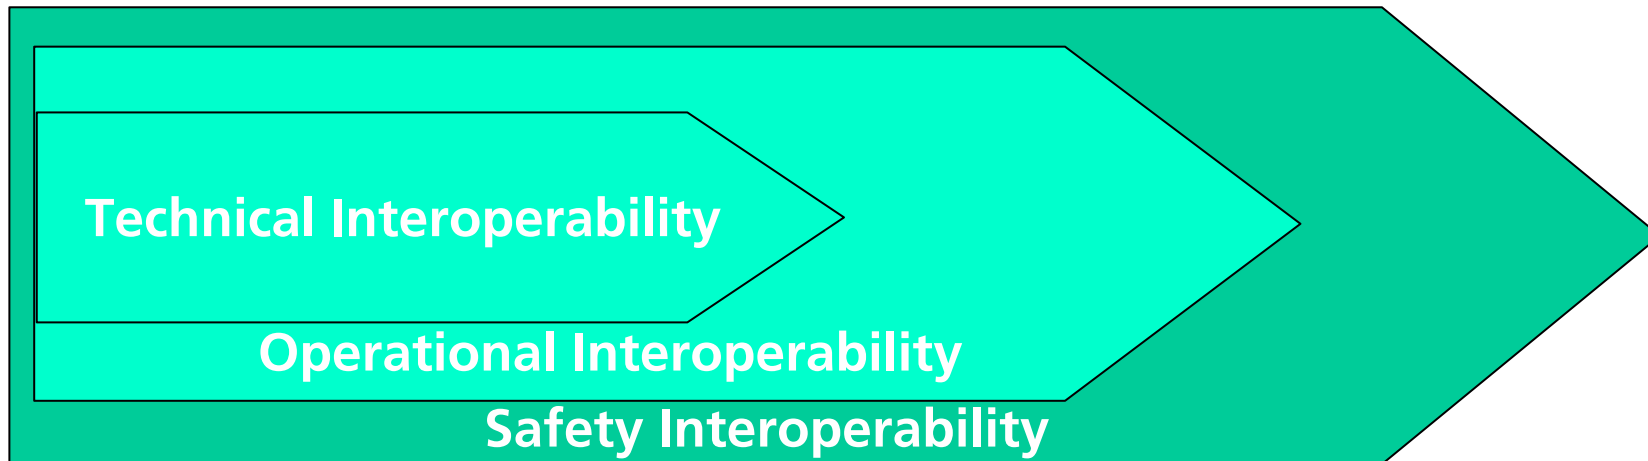 Technical Interoperability
Operational Interoperability
Safety Interoperability